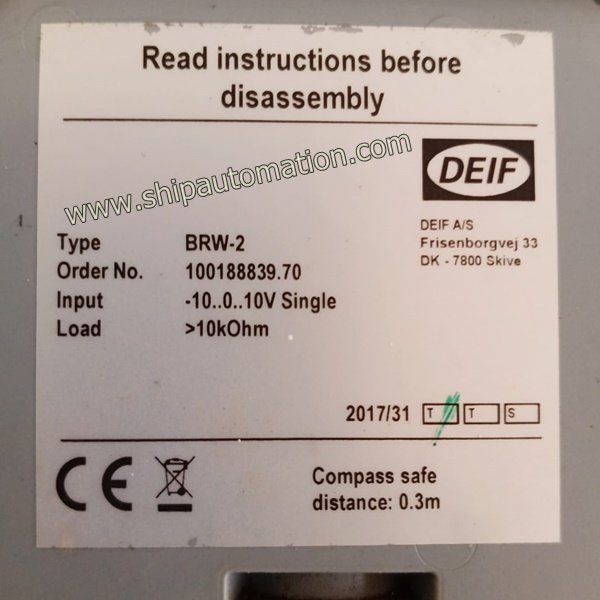 Read instructions before
disassembly
www.shipautomation.com
DEIF
DEIF A/S
Frisenborgvej 33
DK - 7800 Skive
Type BRW-2
Order No. 100188839.70
Input -10..0..10V Single
Load >10kOhm
2017/31 T T S
CE
Compass safe
distance: 0.3m